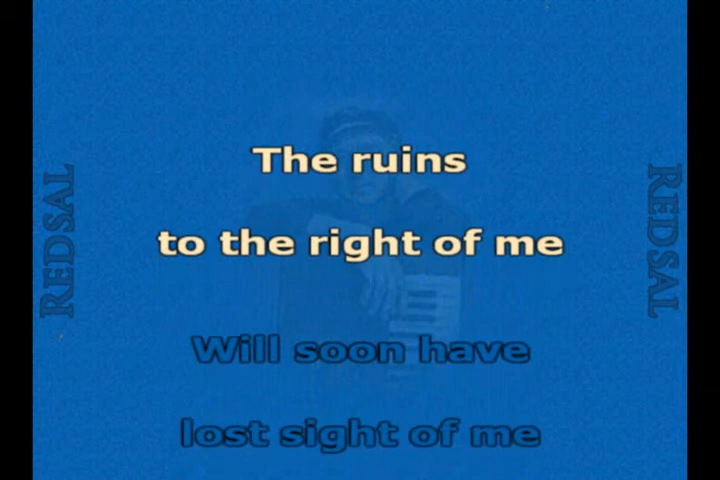 The ruins
to the right of me
Will soon have
lost sight of me
REDSAL
REDSAL